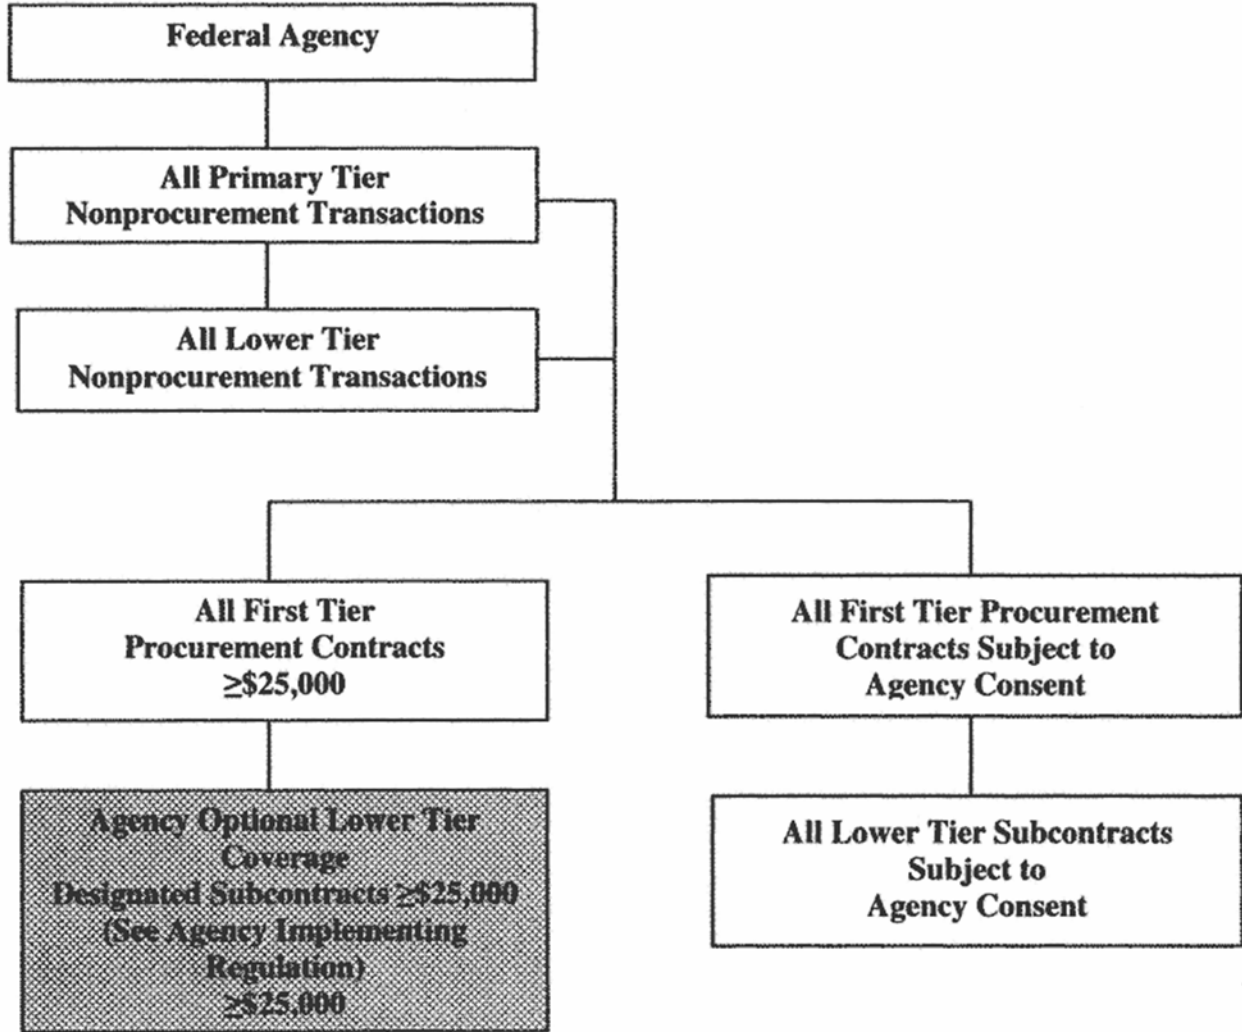 Federal Agency
All Primary Tier
Nonprocurement Transactions
All Lower Tier
Nonprocurement Transactions
All First Tier
Procurement Contracts
≥$25,000
All First Tier Procurement
Contracts Subject to
Agency Consent
Agency Optional Lower Tier
Coverage
Designated Subcontracts ≥$25,000
(See Agency Implementing
Regulation)
≥$25,000
All Lower Tier Subcontracts
Subject to
Agency Consent